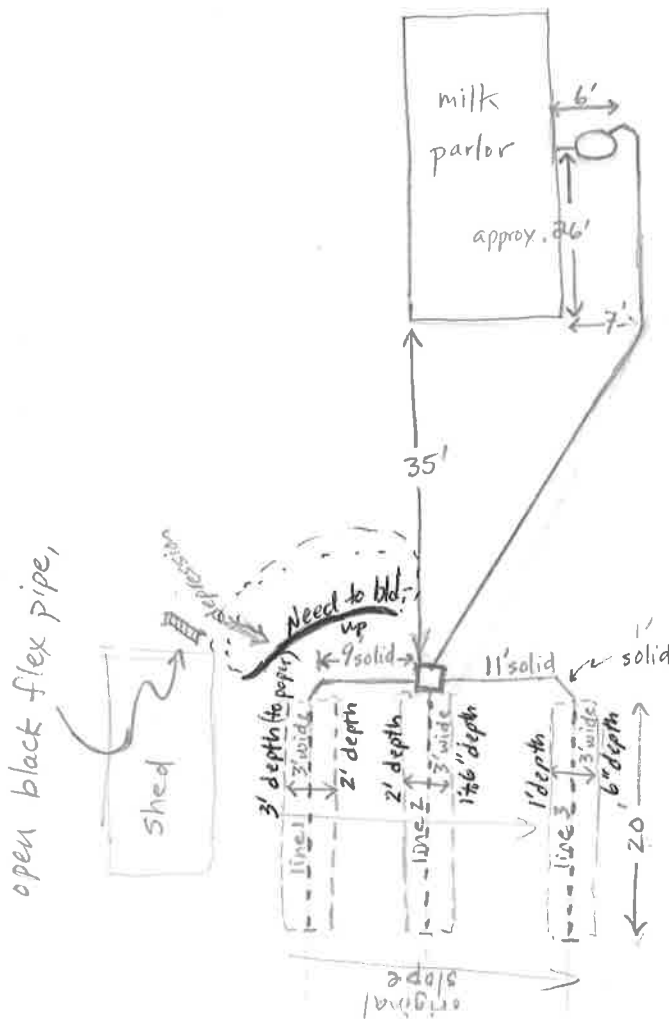 milk
parlor
6'
approx. 26'
7'
35'
open black flex pipe,
depression
Need to bld.
up
9 solid
11' solid
1'
solid
shed
3' depth (to paper)
3' wide
2' depth
line 1
2' depth
3' wide
1'6" depth
line 2
1' depth
3' wide
6" depth
line 3
20
original
slope